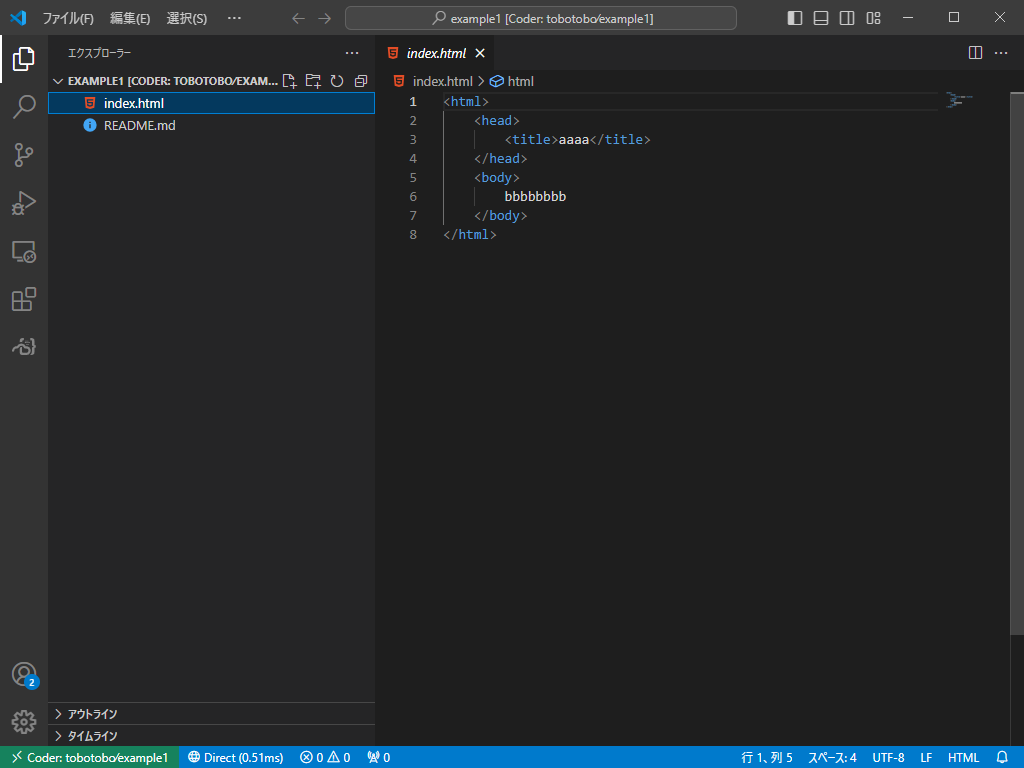 ファイル(F) 編集(E) 選択(S) ··· example1 [Coder: tobotobo/example1]
エクスプローラー
EXAMPLE1 [CODER: TOBOTOBO/EXAM...
index.html
README.md
アウトライン
タイムライン
index.html
index.html > html
1 <html>
2 <head>
3 <title>aaaa</title>
4 </head>
5 <body>
6 bbbbbbbb
7 </body>
8 </html>
2
Coder: tobotobo/example1 Direct (0.51ms) 0 0 0 行 1、列 5 スペース: 4 UTF-8 LF HTML